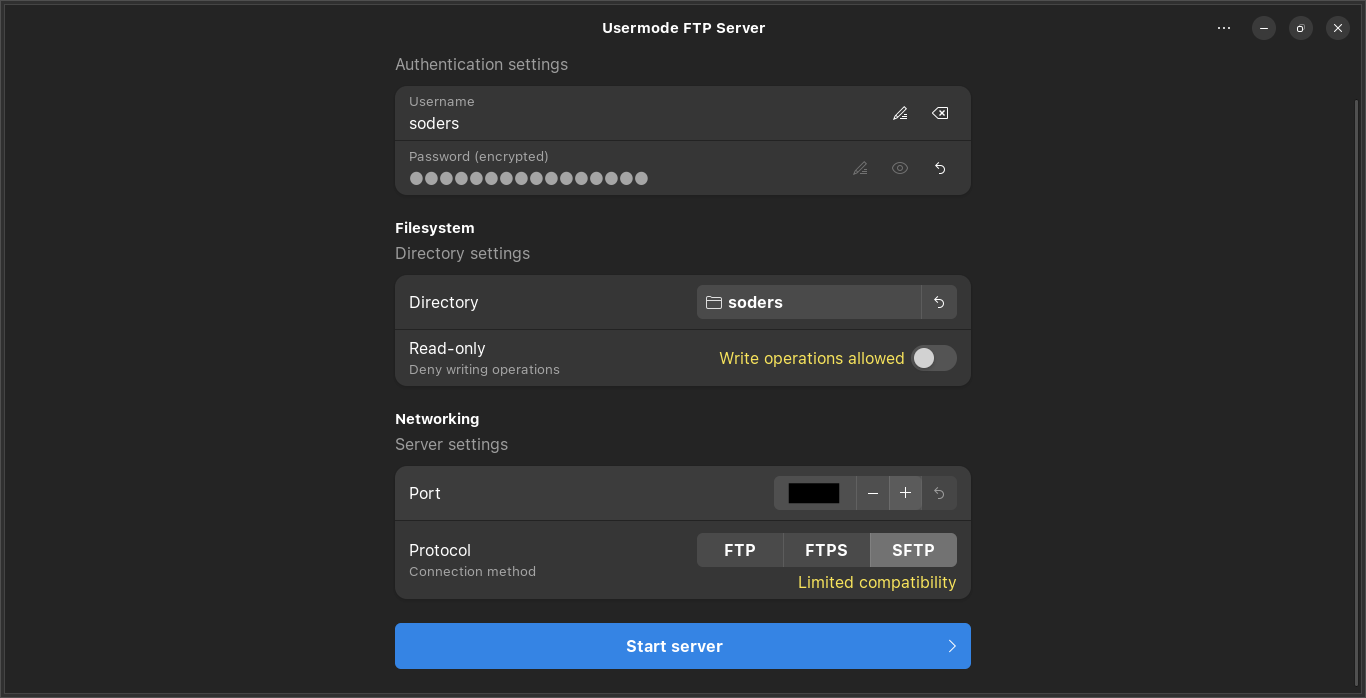 Usermode FTP Server
Authentication settings
Username
soders
Password (encrypted)
Filesystem
Directory settings
Directory
soders
Read-only
Deny writing operations
Write operations allowed
Networking
Server settings
Port
Protocol
Connection method
FTP
FTPS
SFTP
Limited compatibility
Start server